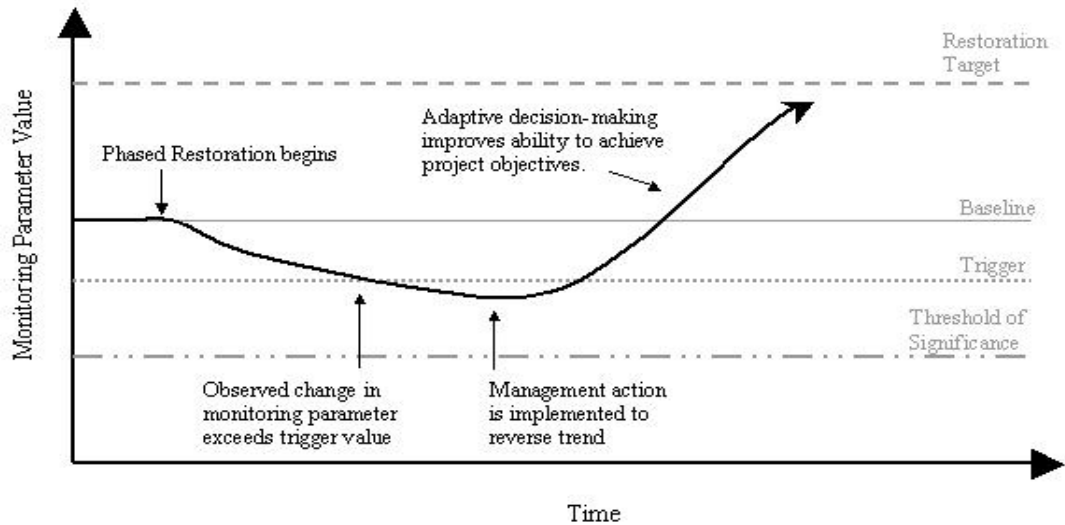 Restoration
Target
Adaptive decision-making
improves ability to achieve
project objectives.
Phased Restoration begins
Monitoring Parameter Value
Baseline
Trigger
Threshold of
Significance
Observed change in
monitoring parameter
exceeds trigger value
Management action
is implemented to
reverse trend
Time